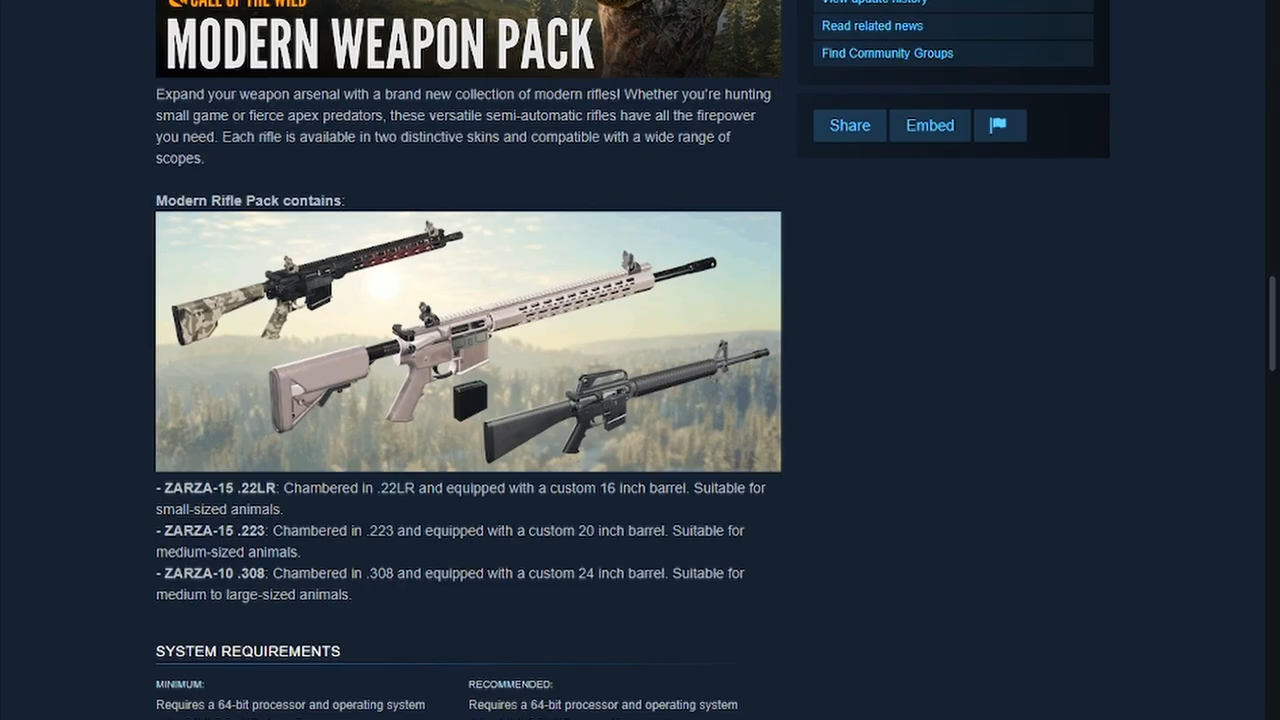 CALL OF THE WILD
MODERN WEAPON PACK
Expand your weapon arsenal with a brand new collection of modern rifles! Whether you're hunting
small game or fierce apex predators, these versatile semi-automatic rifles have all the firepower
you need. Each rifle is available in two distinctive skins and compatible with a wide range of
scopes.
Modern Rifle Pack contains:
- ZARZA-15 .22LR: Chambered in .22LR and equipped with a custom 16 inch barrel. Suitable for
small-sized animals.
- ZARZA-15 .223: Chambered in .223 and equipped with a custom 20 inch barrel. Suitable for
medium-sized animals.
- ZARZA-10 .308: Chambered in .308 and equipped with a custom 24 inch barrel. Suitable for
medium to large-sized animals.
SYSTEM REQUIREMENTS
MINIMUM:
Requires a 64-bit processor and operating system
RECOMMENDED:
Requires a 64-bit processor and operating system
View update history
Read related news
Find Community Groups
Share
Embed